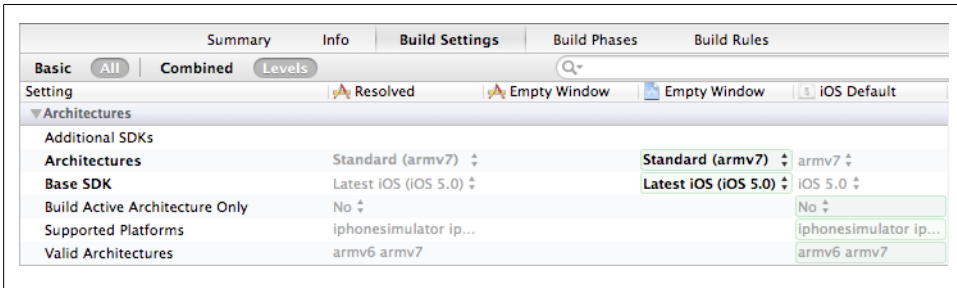 Summary Info Build Settings Build Phases Build Rules
Basic All Combined Levels
Setting Resolved Empty Window Empty Window iOS Default
Architectures
Additional SDKs
Architectures Standard (armv7) Standard (armv7) armv7
Base SDK Latest iOS (iOS 5.0) Latest iOS (iOS 5.0) iOS 5.0
Build Active Architecture Only No No
Supported Platforms iphonesimulator ip... iphonesimulator ip...
Valid Architectures armv6 armv7 armv6 armv7